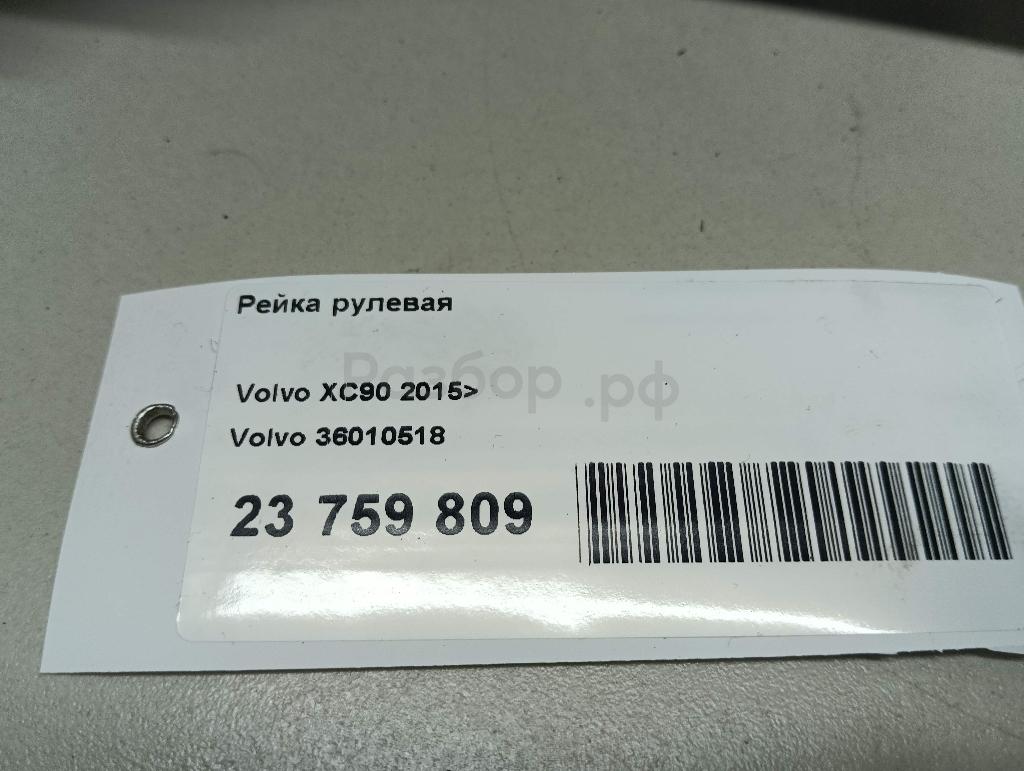 Рейка рулевая
Разбор.рф
Volvo XC90 2015>
Volvo 36010518
23 759 809